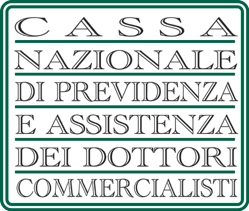 CASSA
NAZIONALE
DI PREVIDENZA
E ASSISTENZA
DEI DOTTORI
COMMERCIALISTI